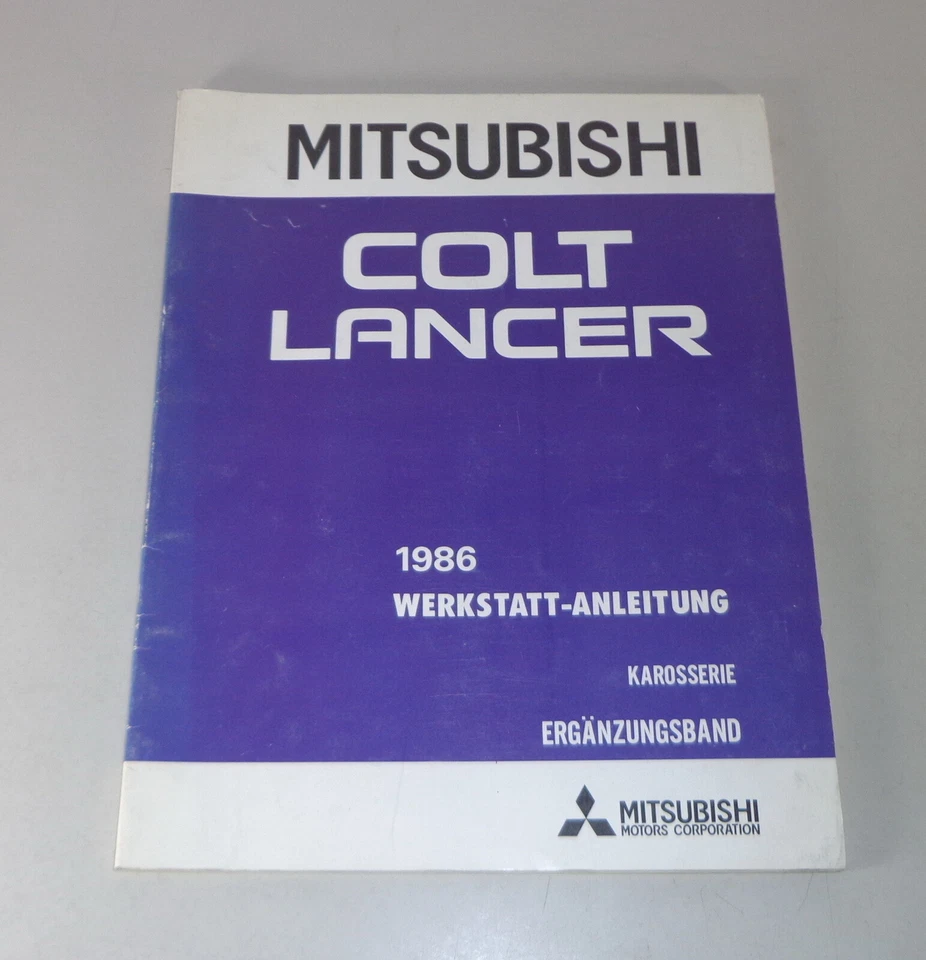 MITSUBISHI
COLT
LANCER
1986
WERKSTATT-ANLEITUNG
KAROSSERIE
ERGÄNZUNGSBAND
MITSUBISHI
MOTORS CORPORATION